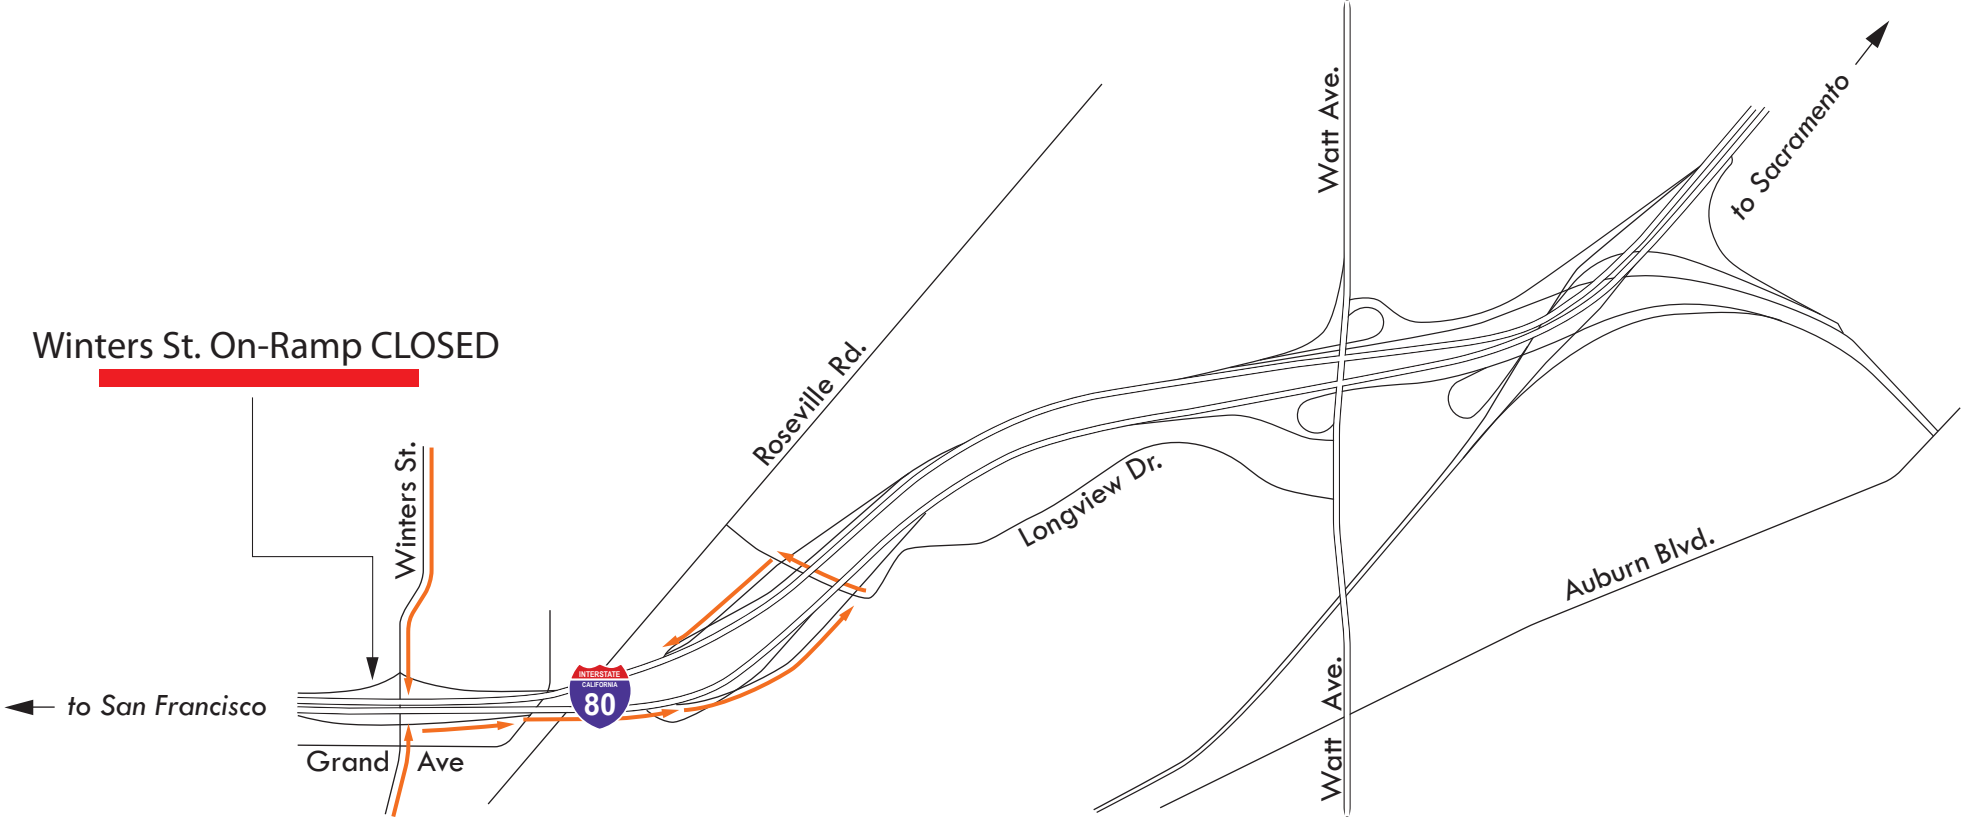 Watt Ave.
to Sacramento
Winters St. On-Ramp CLOSED
Roseville Rd.
Winters St.
Longview Dr.
Auburn Blvd.
INTERSTATE
CALIFORNIA
80
to San Francisco
Grand Ave
Watt Ave.